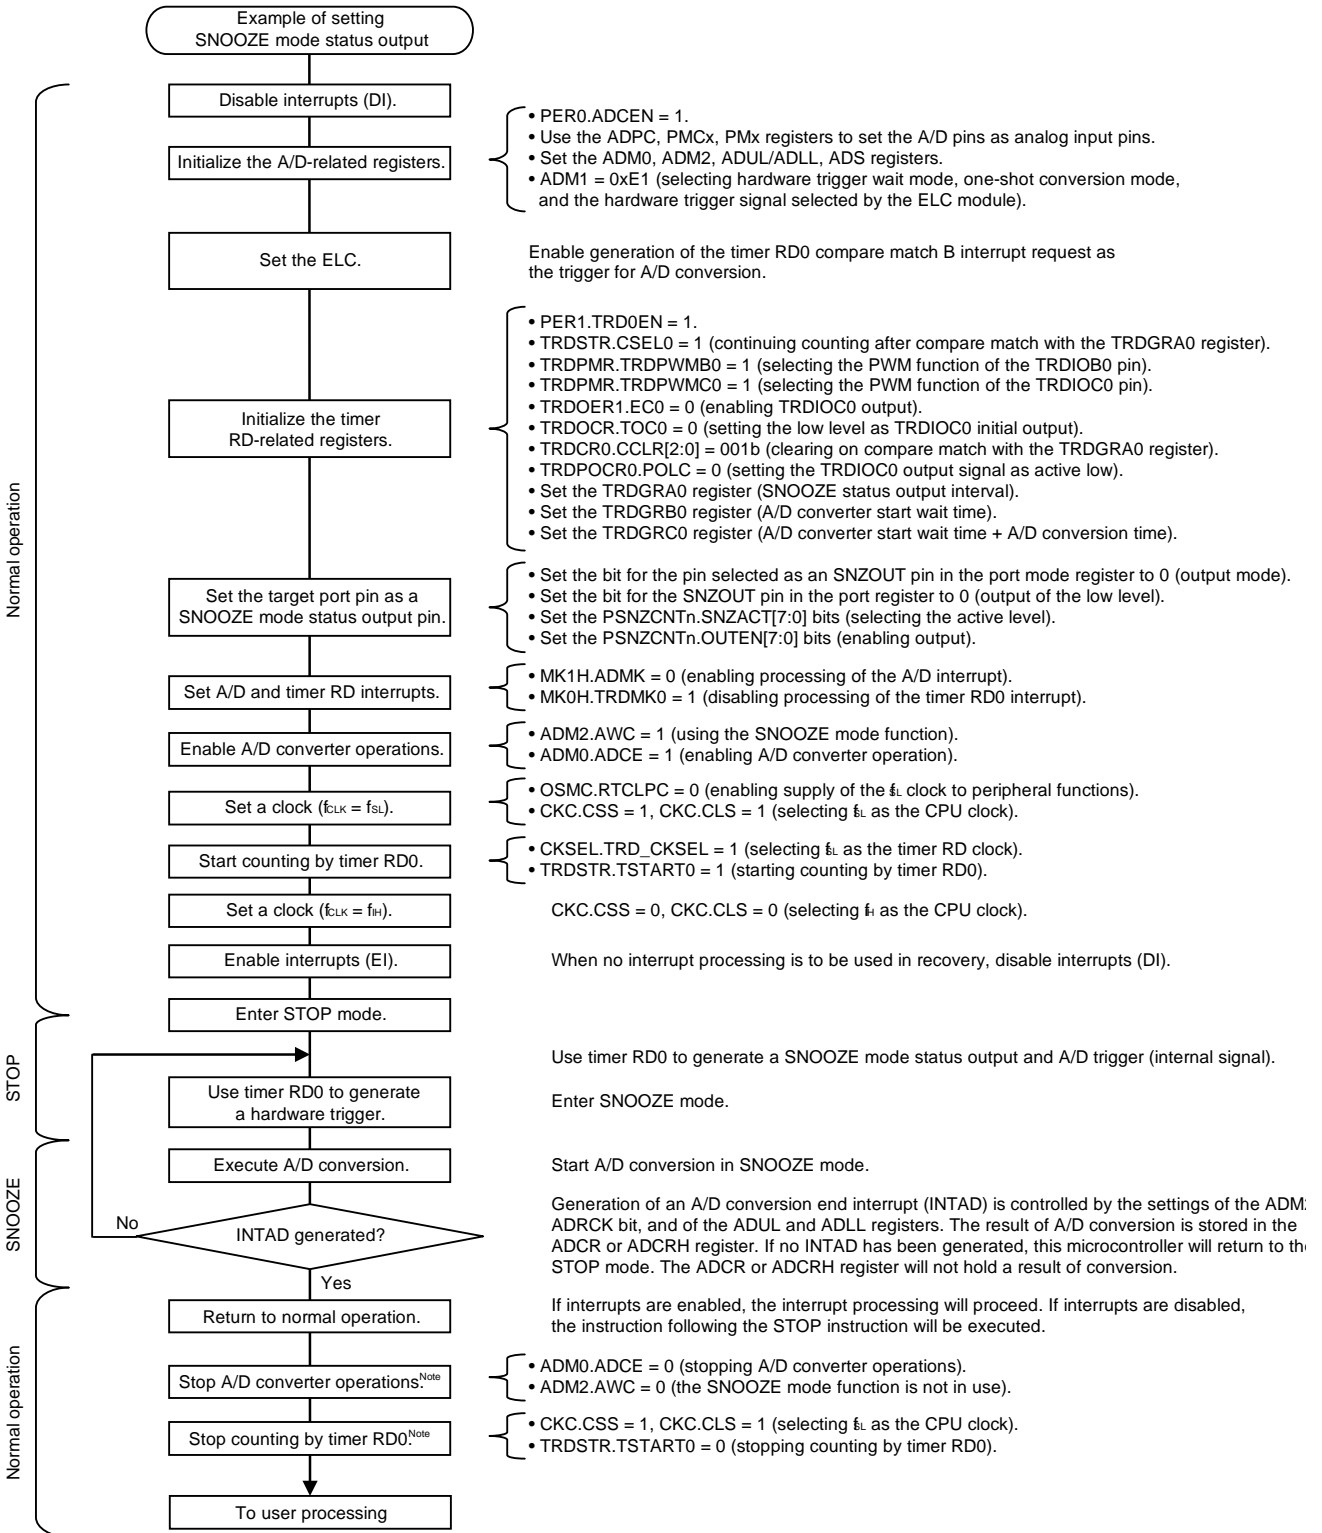 Example of setting
SNOOZE mode status output
Normal operation
Disable interrupts (DI).
Initialize the A/D-related registers.
• PER0.ADCEN = 1.
• Use the ADPC, PMCx, PMx registers to set the A/D pins as analog input pins.
• Set the ADM0, ADM2, ADUL/ADLL, ADS registers.
• ADM1 = 0xE1 (selecting hardware trigger wait mode, one-shot conversion mode,
and the hardware trigger signal selected by the ELC module).
Set the ELC.
Enable generation of the timer RD0 compare match B interrupt request as
the trigger for A/D conversion.
Initialize the timer
RD-related registers.
• PER1.TRD0EN = 1.
• TRDSTR.CSEL0 = 1 (continuing counting after compare match with the TRDGRA0 register).
• TRDPMR.TRDPWMB0 = 1 (selecting the PWM function of the TRDIOB0 pin).
• TRDPMR.TRDPWMC0 = 1 (selecting the PWM function of the TRDIOC0 pin).
• TRDOER1.EC0 = 0 (enabling TRDIOC0 output).
• TRDOCR.TOC0 = 0 (setting the low level as TRDIOC0 initial output).
• TRDCR0.CCLR[2:0] = 001b (clearing on compare match with the TRDGRA0 register).
• TRDPOCR0.POLC = 0 (setting the TRDIOC0 output signal as active low).
• Set the TRDGRA0 register (SNOOZE status output interval).
• Set the TRDGRB0 register (A/D converter start wait time).
• Set the TRDGRC0 register (A/D converter start wait time + A/D conversion time).
Set the target port pin as a
SNOOZE mode status output pin.
• Set the bit for the pin selected as an SNZOUT pin in the port mode register to 0 (output mode).
• Set the bit for the SNZOUT pin in the port register to 0 (output of the low level).
• Set the PSNZCNTn.SNZACT[7:0] bits (selecting the active level).
• Set the PSNZCNTn.OUTEN[7:0] bits (enabling output).
Set A/D and timer RD interrupts.
• MK1H.ADMK = 0 (enabling processing of the A/D interrupt).
• MK0H.TRDMK0 = 1 (disabling processing of the timer RD0 interrupt).
Enable A/D converter operations.
• ADM2.AWC = 1 (using the SNOOZE mode function).
• ADM0.ADCE = 1 (enabling A/D converter operation).
Set a clock (fCLK = fSL).
• OSMC.RTCLPC = 0 (enabling supply of the fSL clock to peripheral functions).
• CKC.CSS = 1, CKC.CLS = 1 (selecting fSL as the CPU clock).
Start counting by timer RD0.
• CKSEL.TRD_CKSEL = 1 (selecting fSL as the timer RD clock).
• TRDSTR.TSTART0 = 1 (starting counting by timer RD0).
Set a clock (fCLK = fIH).
CKC.CSS = 0, CKC.CLS = 0 (selecting fIH as the CPU clock).
Enable interrupts (EI).
When no interrupt processing is to be used in recovery, disable interrupts (DI).
Enter STOP mode.
STOP
Use timer RD0 to generate a SNOOZE mode status output and A/D trigger (internal signal).
Use timer RD0 to generate
a hardware trigger.
Enter SNOOZE mode.
SNOOZE
Execute A/D conversion.
Start A/D conversion in SNOOZE mode.
INTAD generated?
No
Yes
Generation of an A/D conversion end interrupt (INTAD) is controlled by the settings of the
ADRCK bit, and of the ADUL and ADLL registers. The result of A/D conversion is stored in the
ADCR or ADCRH register. If no INTAD has been generated, this microcontroller will return to the
STOP mode. The ADCR or ADCRH register will not hold a result of conversion.
Normal operation
Return to normal operation.
If interrupts are enabled, the interrupt processing will proceed. If interrupts are disabled,
the instruction following the STOP instruction will be executed.
Stop A/D converter operations.Note
• ADM0.ADCE = 0 (stopping A/D converter operations).
• ADM2.AWC = 0 (the SNOOZE mode function is not in use).
Stop counting by timer RD0.Note
• CKC.CSS = 1, CKC.CLS = 1 (selecting fSL as the CPU clock).
• TRDSTR.TSTART0 = 0 (stopping counting by timer RD0).
To user processing